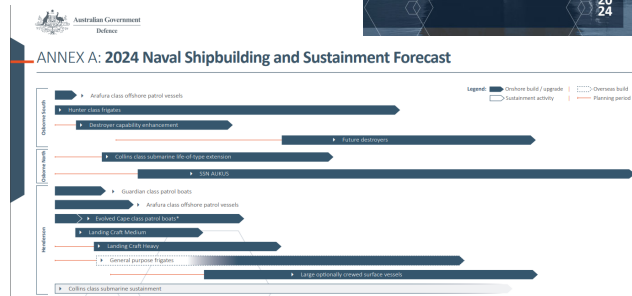 20
24
Australian Government
Defence
ANNEX A: 2024 Naval Shipbuilding and Sustainment Forecast
Legend: Onshore build / upgrade Overseas build
Sustainment activity Planning period
Osborne South
Arafura class offshore patrol vessels
Hunter class frigates
Destroyer capability enhancement
Future destroyers
Osborne North
Collins class submarine life-of-type extension
SSN AUKUS
Henderson
Guardian class patrol boats
Arafura class offshore patrol vessels
Evolved Cape class patrol boats*
Landing Craft Medium
Landing Craft Heavy
General purpose frigates
Large optionally crewed surface vessels
Collins class submarine sustainment